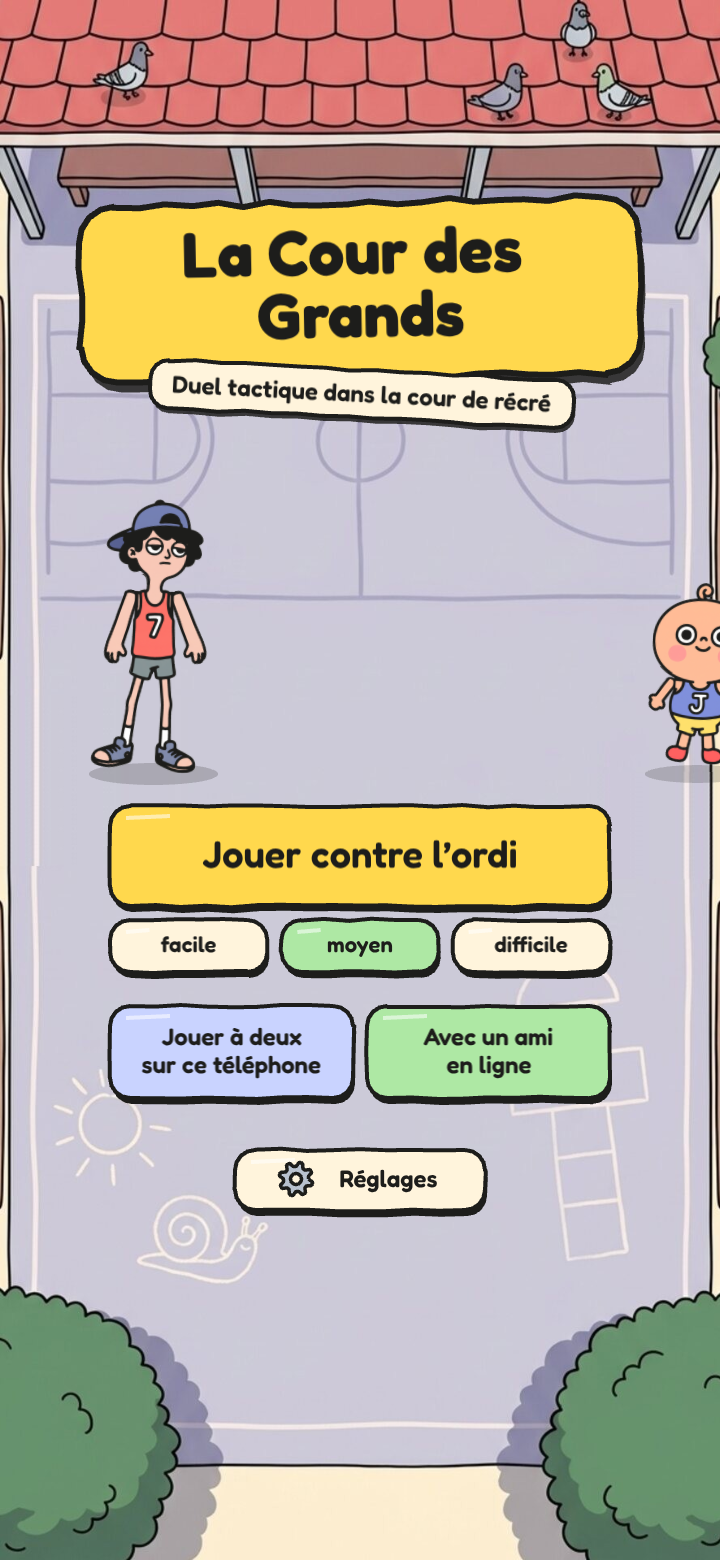 La Cour des
Grands
Duel tactique dans la cour de récré
7
J
Jouer contre l’ordi
facile
moyen
difficile
Jouer à deux
sur ce téléphone
Avec un ami
en ligne
Réglages